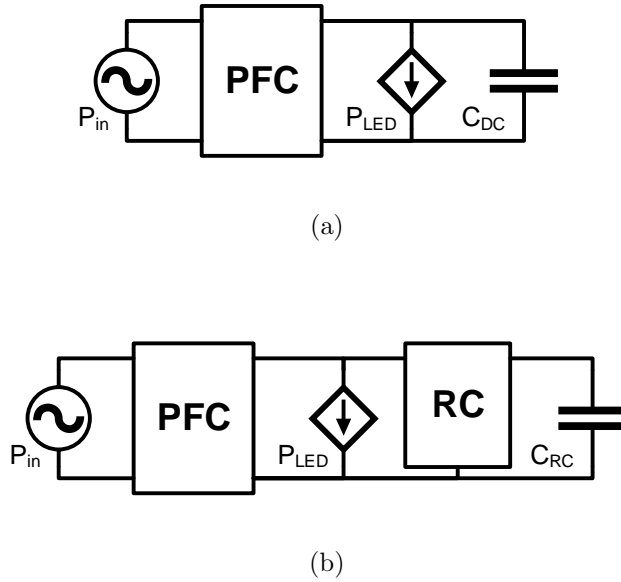 PFC
P_in P_LED C_DC
(a)
PFC RC
P_in P_LED C_RC
(b)